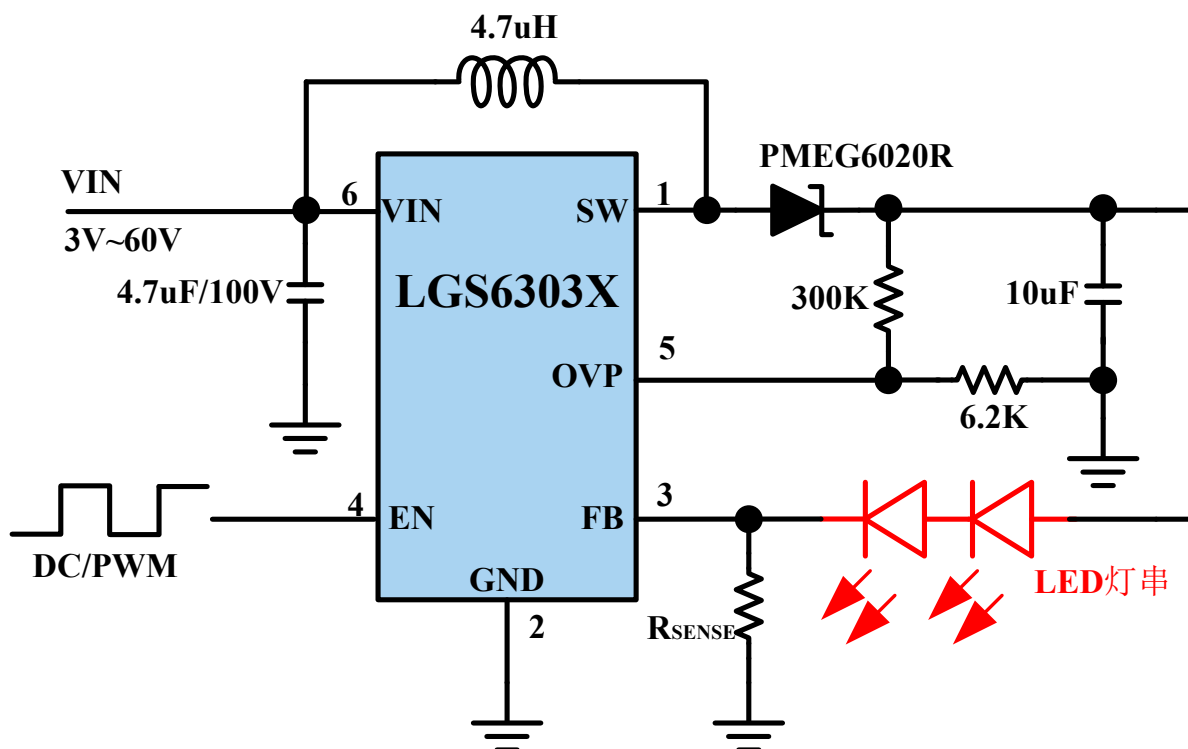 4.7uH
PMEG6020R
VIN
3V~60V
6
VIN
SW
1
4.7uF/100V
LGS6303X
300K
10uF
5
OVP
6.2K
DC/PWM
4
EN
FB
3
GND
2
RSENSE
LED灯串